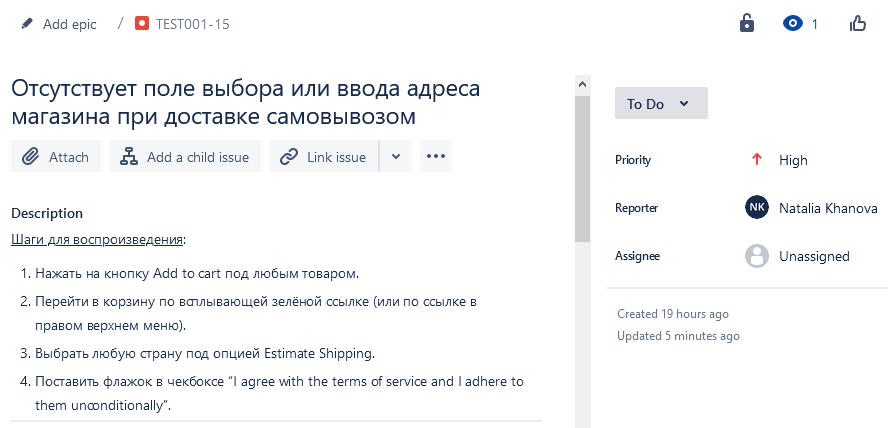 Add epic / TEST001-15
1
Отсутствует поле выбора или ввода адреса
магазина при доставке самовывозом
Attach
Add a child issue
Link issue
Description
Шаги для воспроизведения:
1. Нажать на кнопку Add to cart под любым товаром.
2. Перейти в корзину по всплывающей зелёной ссылке (или по ссылке в
правом верхнем меню).
3. Выбрать любую страну под опцией Estimate Shipping.
4. Поставить флажок в чекбоксе “I agree with the terms of service and I adhere to
them unconditionally”.
To Do
Priority High
Reporter NK Natalia Khanova
Assignee Unassigned
Created 19 hours ago
Updated 5 minutes ago